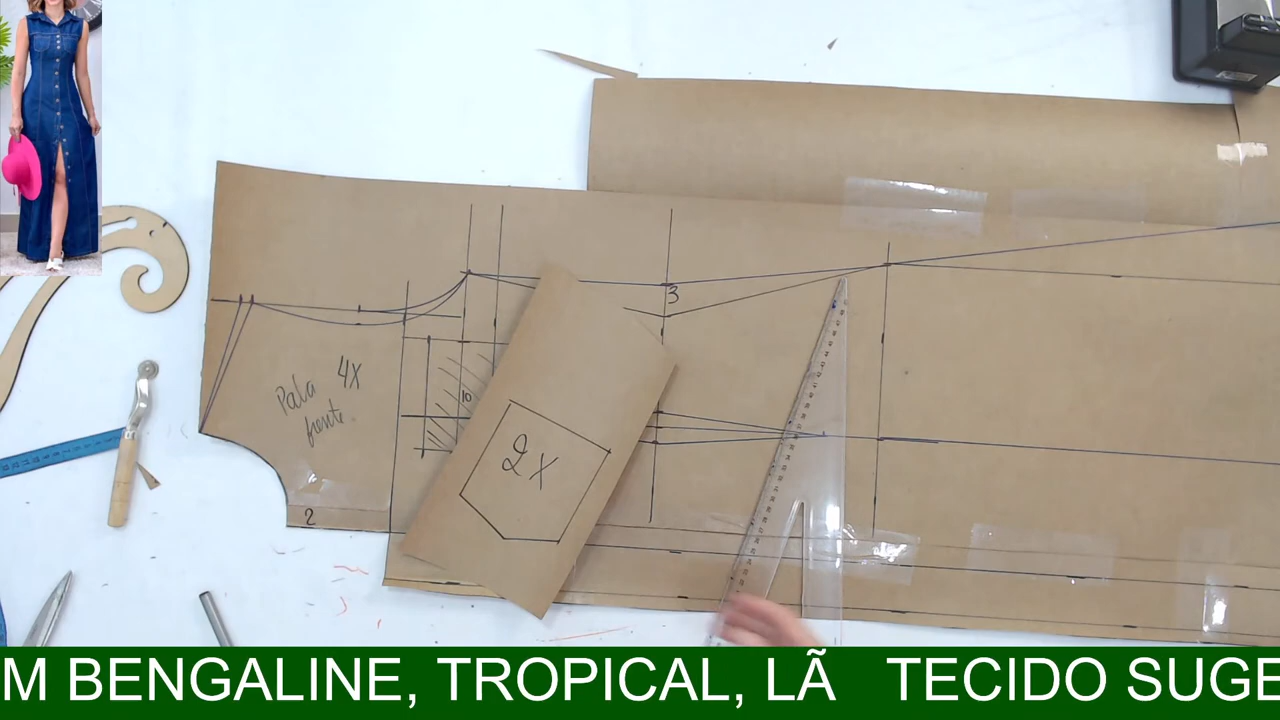 Pala 4X
frente.
10
3
2X
2
M BENGALINE, TROPICAL, LÃ TECIDO SUGE